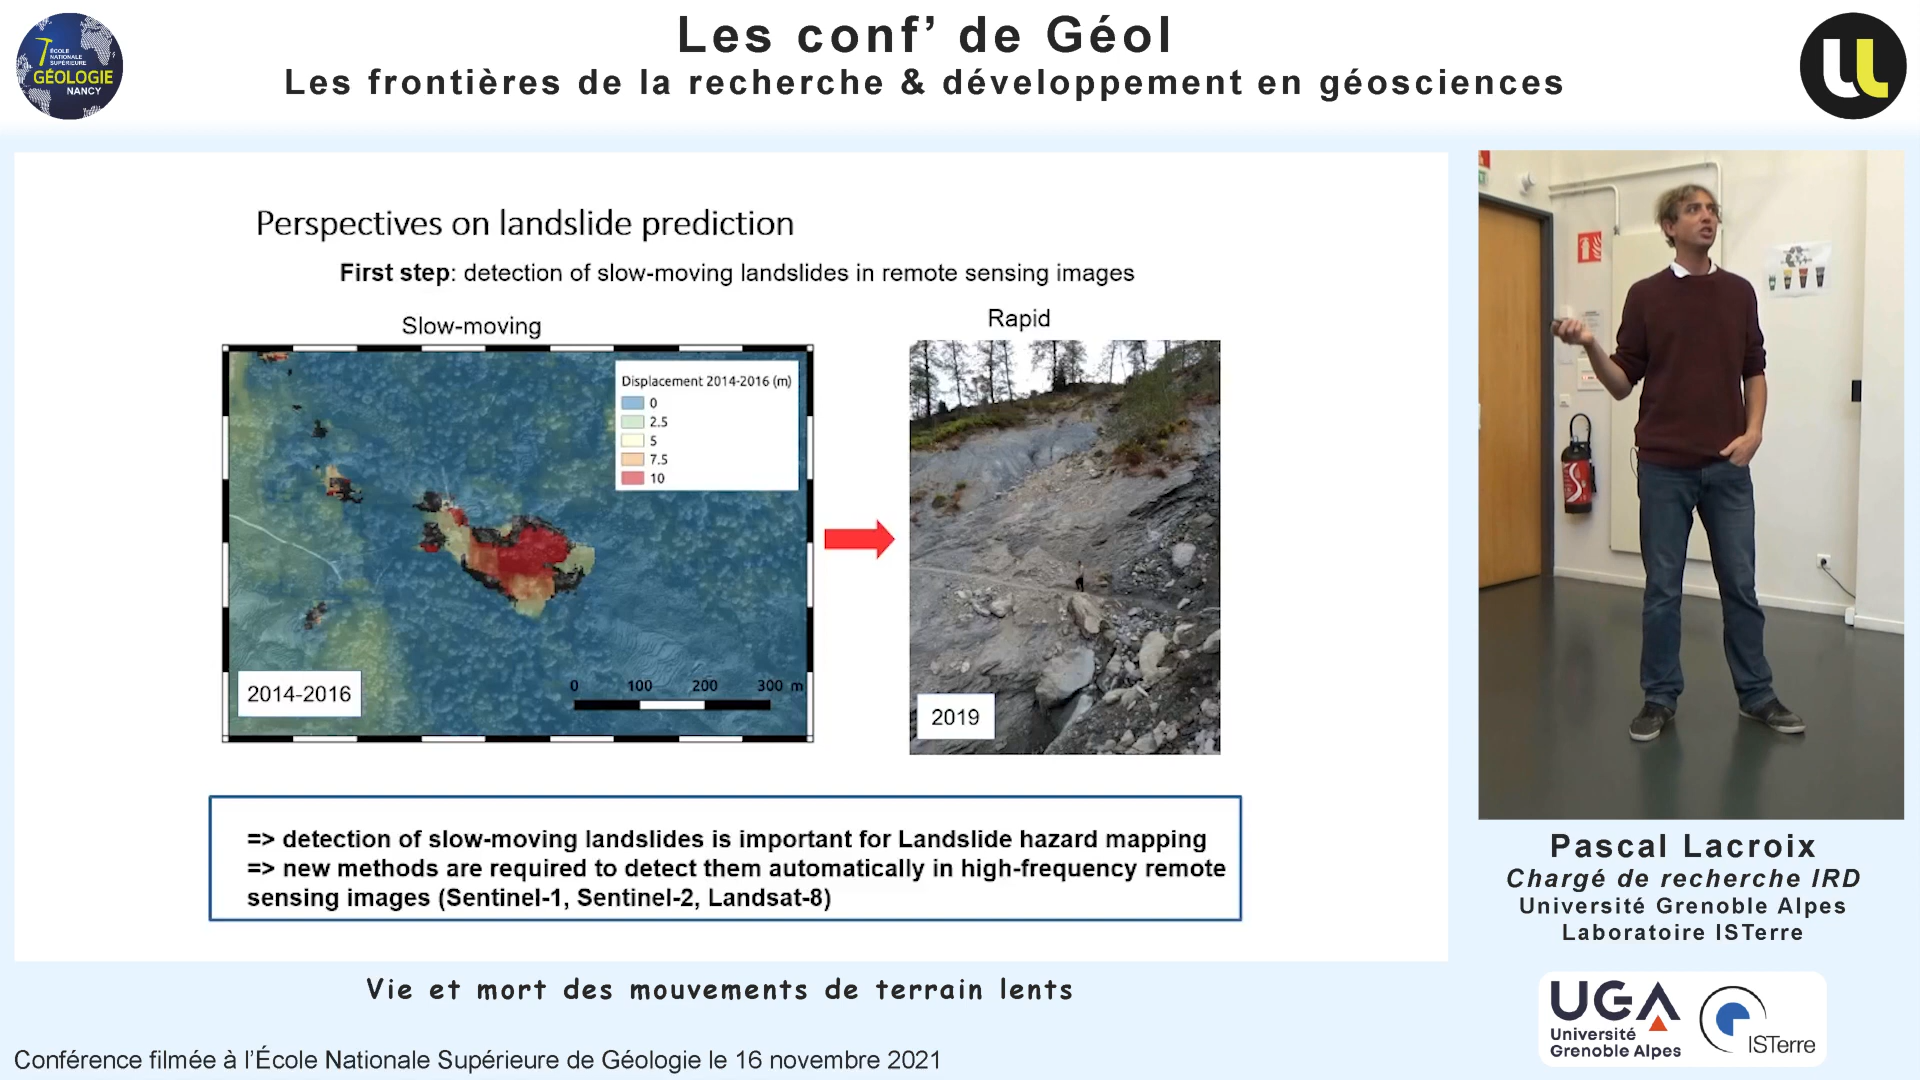 Les conf’ de Géol
Les frontières de la recherche & développement en géosciences
ÉCOLE
NATIONALE
SUPÉRIEURE
GÉOLOGIE
NANCY
Perspectives on landslide prediction
First step: detection of slow-moving landslides in remote sensing images
Slow-moving
Rapid
Displacement 2014-2016 (m)
0
2.5
5
7.5
10
2014-2016
0 100 200 300 m
2019
=> detection of slow-moving landslides is important for Landslide hazard mapping
=> new methods are required to detect them automatically in high-frequency remote
sensing images (Sentinel-1, Sentinel-2, Landsat-8)
Pascal Lacroix
Chargé de recherche IRD
Université Grenoble Alpes
Laboratoire ISTerre
Vie et mort des mouvements de terrain lents
UGA
Université
Grenoble Alpes
ISTerre
Conférence filmée à l’École Nationale Supérieure de Géologie le 16 novembre 2021